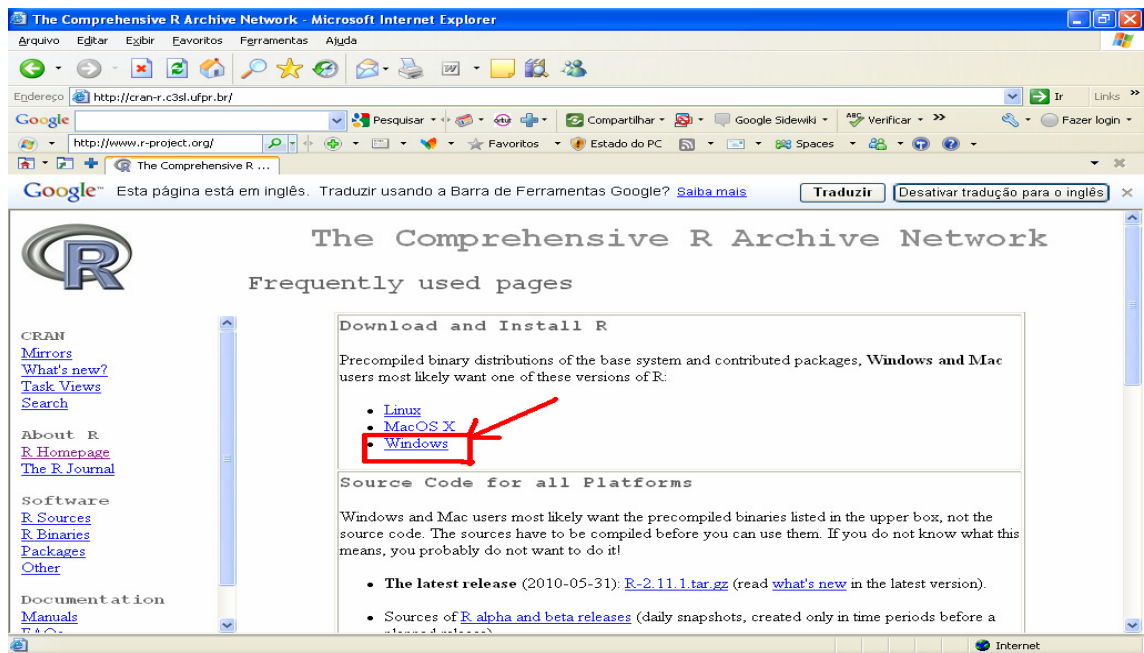 The Comprehensive R Archive Network - Microsoft Internet Explorer
Arquivo Editar Exibir Favoritos Ferramentas Ajuda
Endereço http://cran-r.c3sl.ufpr.br/ Ir Links »
Google Pesquisar Compartilhar Google Sidewiki ABC Verificar » Fazer login
http://www.r-project.org/ Favoritos Estado do PC Spaces
The Comprehensive R ...
Google™ Esta página está em inglês. Traduzir usando a Barra de Ferramentas Google? Saiba mais Traduzir Desativar tradução para o inglês
R
The Comprehensive R Archive Network
Frequently used pages
CRAN
Mirrors
What's new?
Task Views
Search
About R
R Homepage
The R Journal
Software
R Sources
R Binaries
Packages
Other
Documentation
Manuals
FAQs
Download and Install R
Precompiled binary distributions of the base system and contributed packages, Windows and Mac
users most likely want one of these versions of R:
• Linux
• MacOS X
• Windows
Source Code for all Platforms
Windows and Mac users most likely want the precompiled binaries listed in the upper box, not the
source code. The sources have to be compiled before you can use them. If you do not know what this
means, you probably do not want to do it!
• The latest release (2010-05-31): R-2.11.1.tar.gz (read what's new in the latest version).
• Sources of R alpha and beta releases (daily snapshots, created only in time periods before a
planned release)
Internet